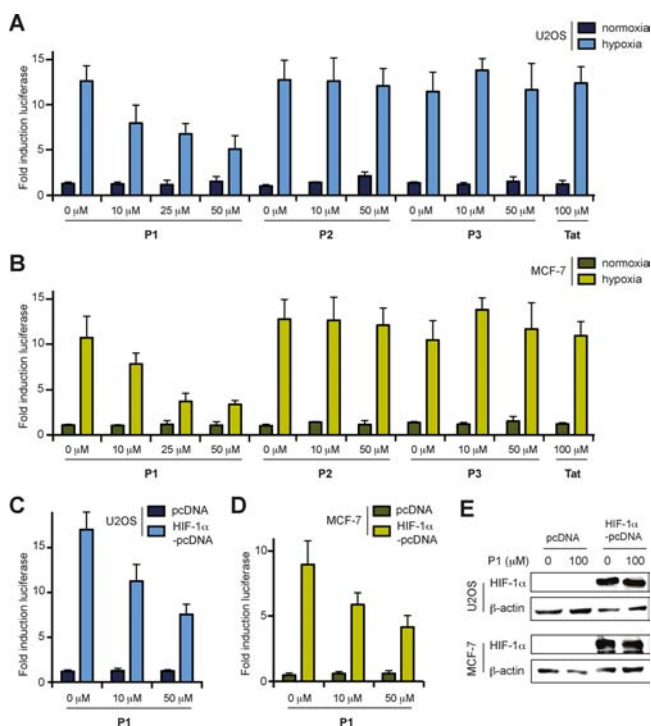 A
U2OS
normoxia
hypoxia
Fold induction luciferase
15
10
5
0
0 μM 10 μM 25 μM 50 μM 0 μM 10 μM 50 μM 0 μM 10 μM 50 μM 100 μM
P1 P2 P3 Tat
B
MCF-7
normoxia
hypoxia
Fold induction luciferase
15
10
5
0
0 μM 10 μM 25 μM 50 μM 0 μM 10 μM 50 μM 0 μM 10 μM 50 μM 100 μM
P1 P2 P3 Tat
C
U2OS
pcDNA
HIF-1α
-pcDNA
Fold induction luciferase
15
10
5
0
0 μM 10 μM 50 μM
P1
D
MCF-7
pcDNA
HIF-1α
-pcDNA
Fold induction luciferase
10
5
0
0 μM 10 μM 50 μM
P1
E
pcDNA HIF-1α
-pcDNA
P1 (μM) 0 100 0 100
U2OS
HIF-1α
β-actin
MCF-7
HIF-1α
β-actin